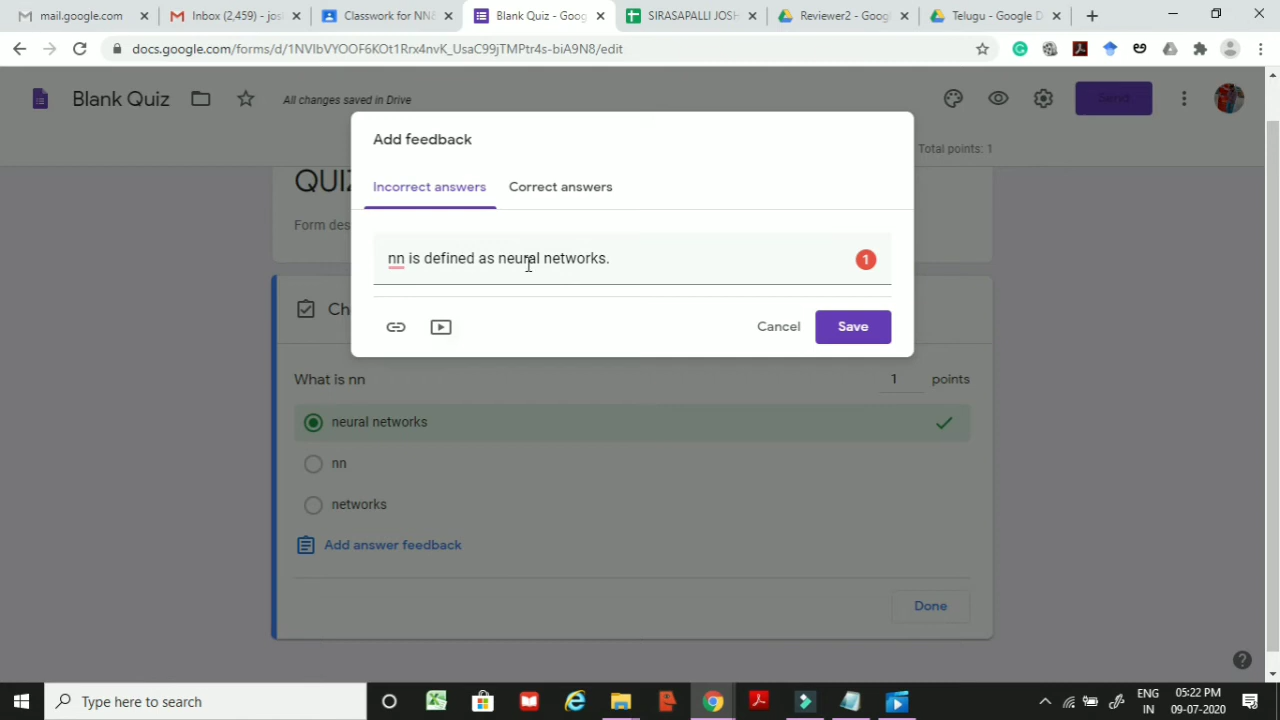 mail.google.com
Inbox (2,459) - jos
Classwork for NN&
Blank Quiz - Goog
SIRASAPALLI JOSH
Reviewer2 - Googl
Telugu - Google D
docs.google.com/forms/d/1NVIbVYOOF6KOt1Rrx4nvK_UsaC99jTMPtr4s-biA9N8/edit
Blank Quiz
All changes saved in Drive
Send
Total points: 1
Add feedback
Incorrect answers
Correct answers
QUIZ
Form des
nn is defined as neural networks.
1
Cancel
Save
Ch
What is nn
1 points
neural networks
nn
networks
Add answer feedback
Done
Type here to search
ENG
IN
05:22 PM
09-07-2020